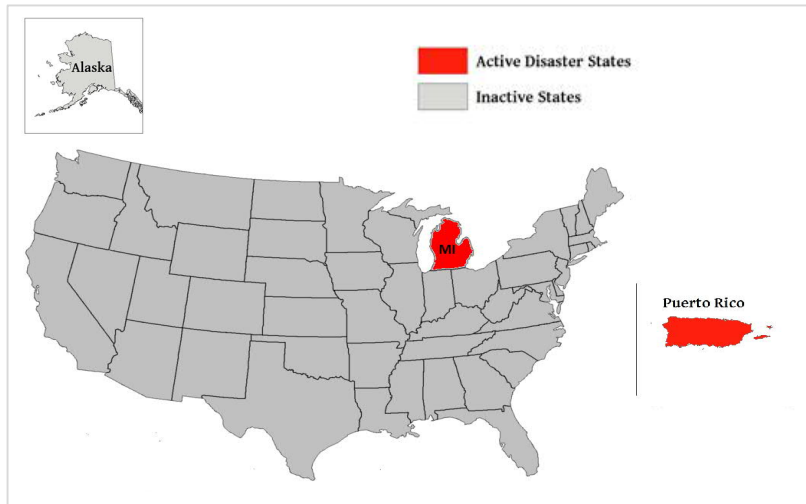 Alaska
Active Disaster States
Inactive States
MI
Puerto Rico